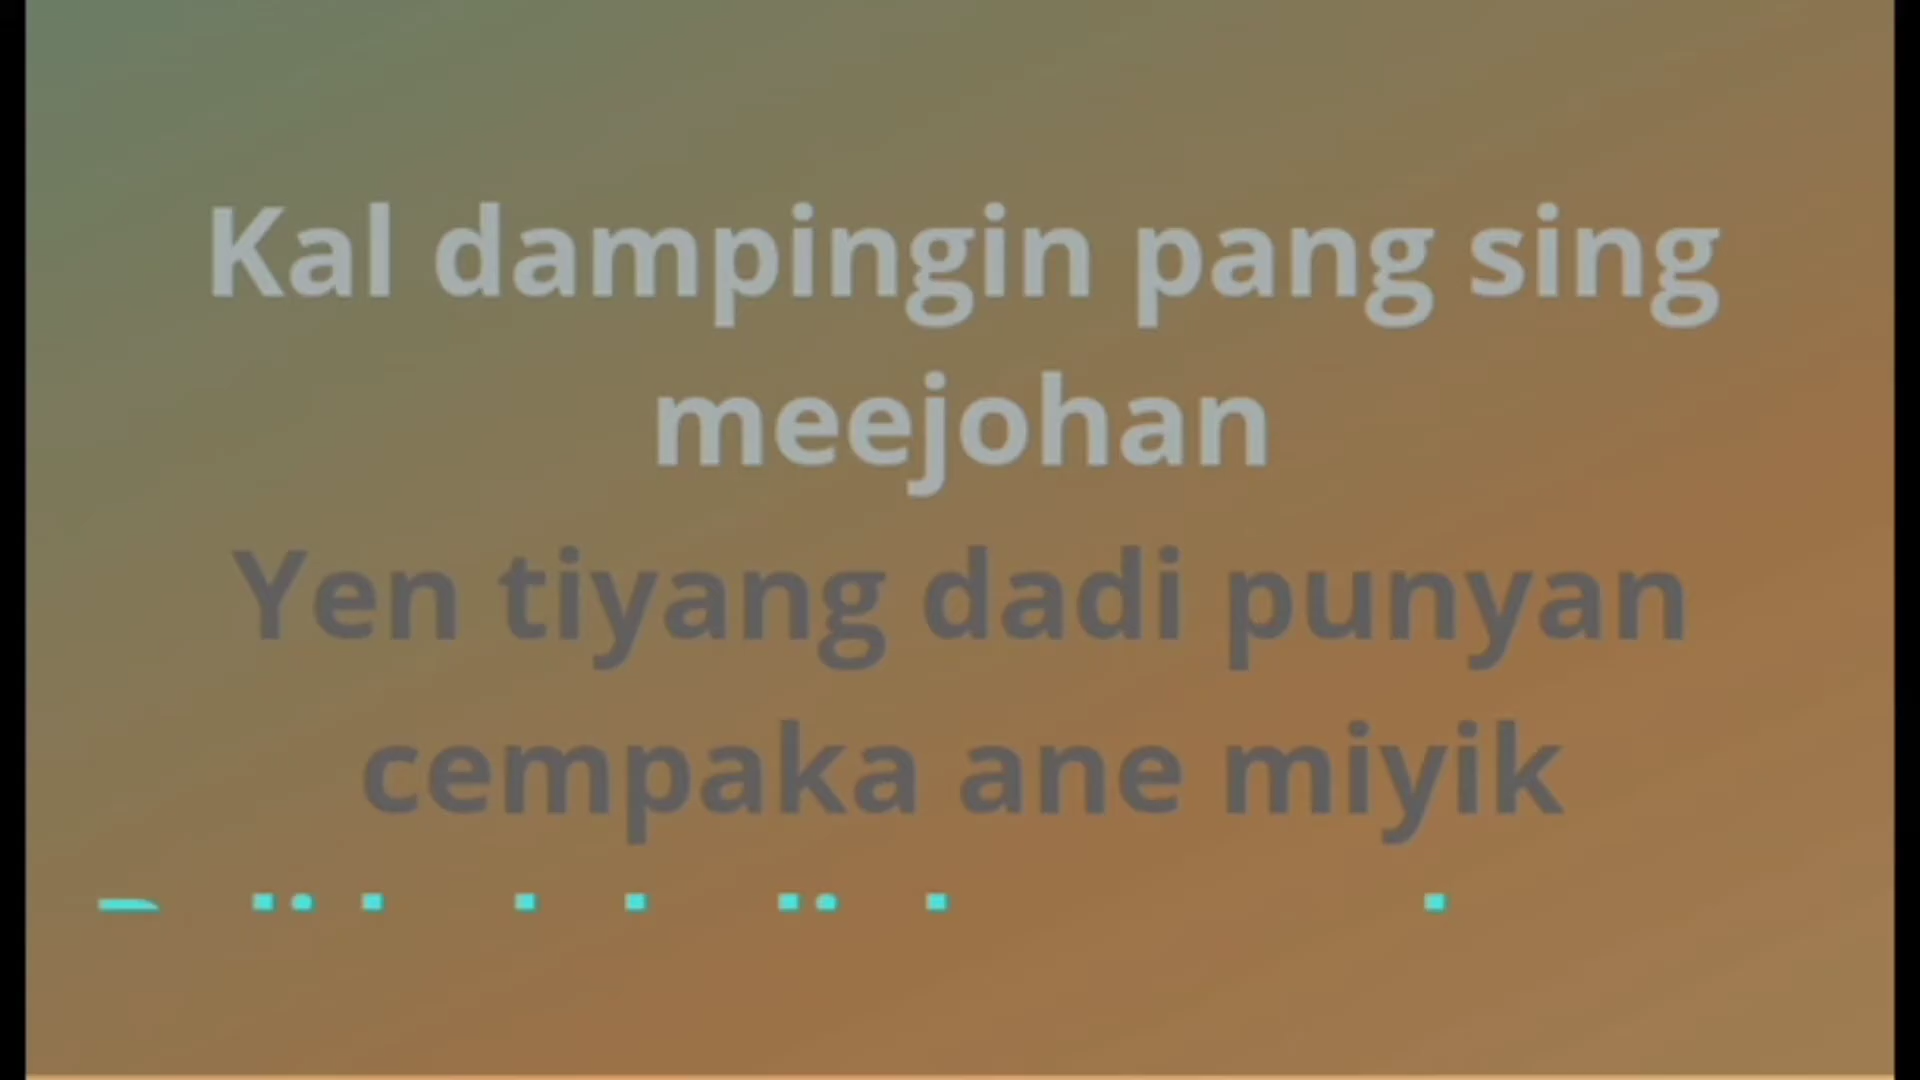 Kal dampingin pang sing
meejohan
Yen tiyang dadi punyan
cempaka ane miyik